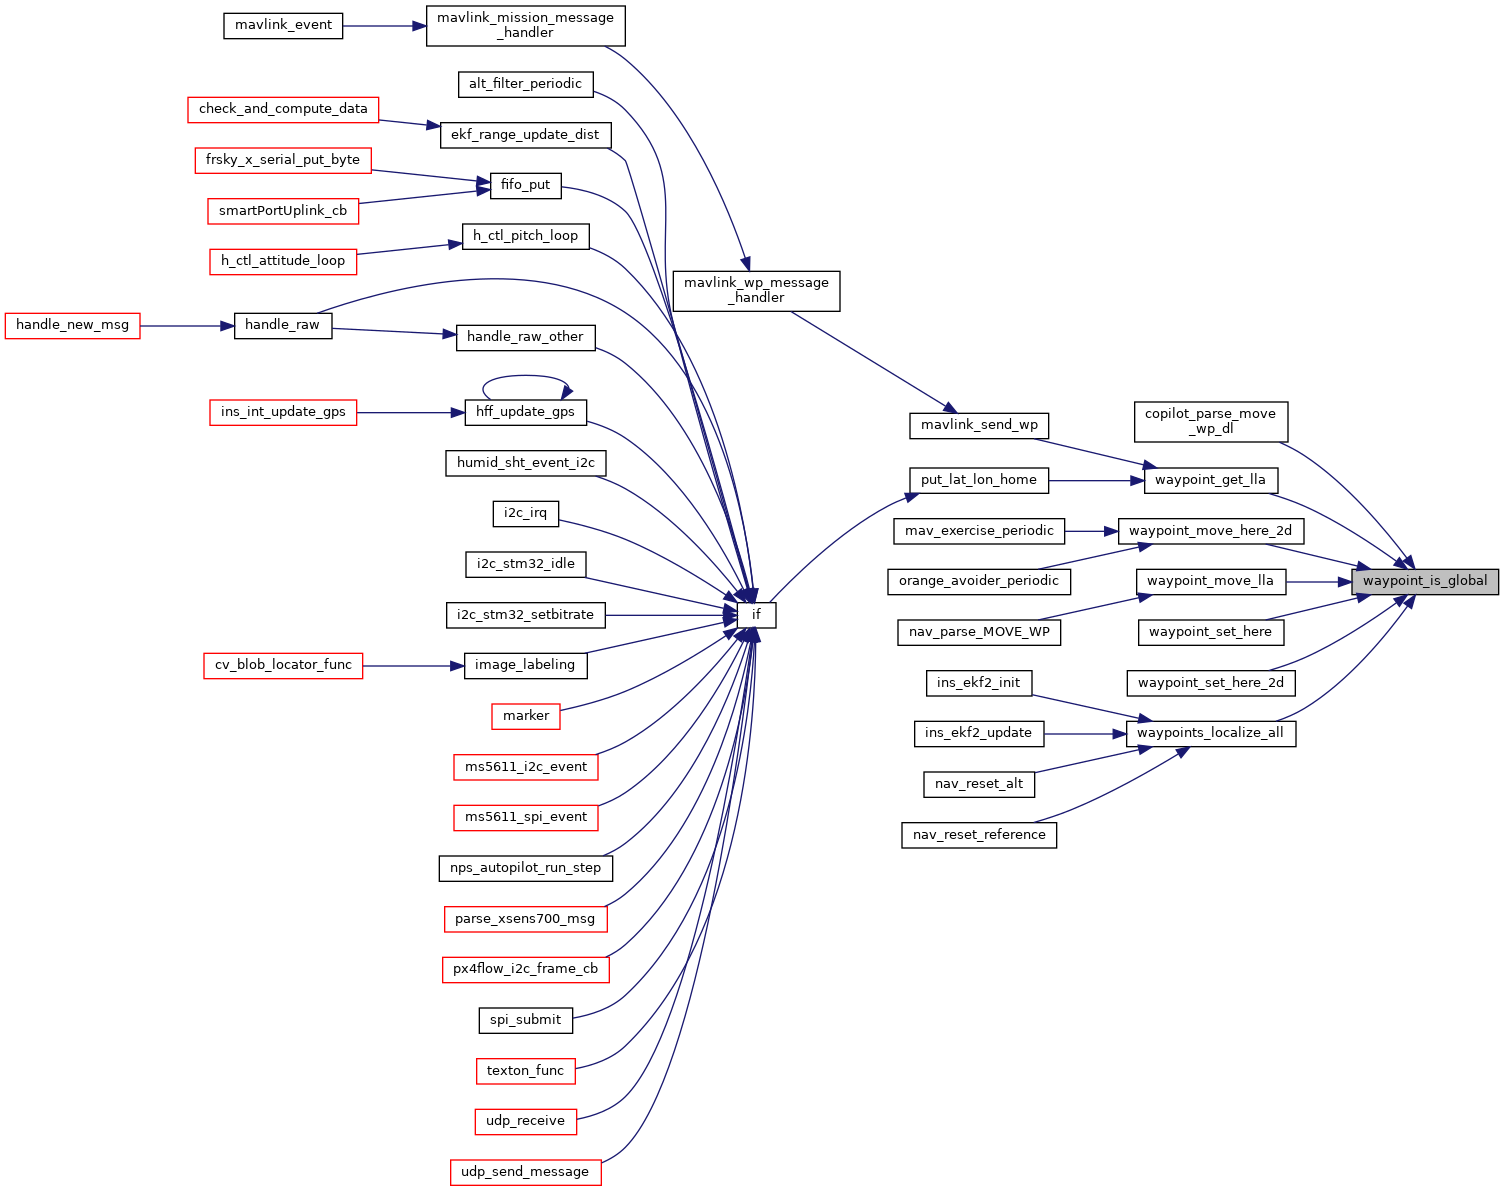 mavlink_event
mavlink_mission_message
_handler
alt_filter_periodic
check_and_compute_data
ekf_range_update_dist
frsky_x_serial_put_byte
fifo_put
smartPortUplink_cb
h_ctl_pitch_loop
h_ctl_attitude_loop
mavlink_wp_message
_handler
handle_new_msg
handle_raw
handle_raw_other
ins_int_update_gps
hff_update_gps
copilot_parse_move
_wp_dl
mavlink_send_wp
humid_sht_event_i2c
put_lat_lon_home
waypoint_get_lla
i2c_irq
mav_exercise_periodic
waypoint_move_here_2d
i2c_stm32_idle
orange_avoider_periodic
waypoint_move_lla
waypoint_is_global
i2c_stm32_setbitrate
if
nav_parse_MOVE_WP
waypoint_set_here
cv_blob_locator_func
image_labeling
ins_ekf2_init
waypoint_set_here_2d
marker
ins_ekf2_update
waypoints_localize_all
ms5611_i2c_event
nav_reset_alt
ms5611_spi_event
nav_reset_reference
nps_autopilot_run_step
parse_xsens700_msg
px4flow_i2c_frame_cb
spi_submit
texton_func
udp_receive
udp_send_message